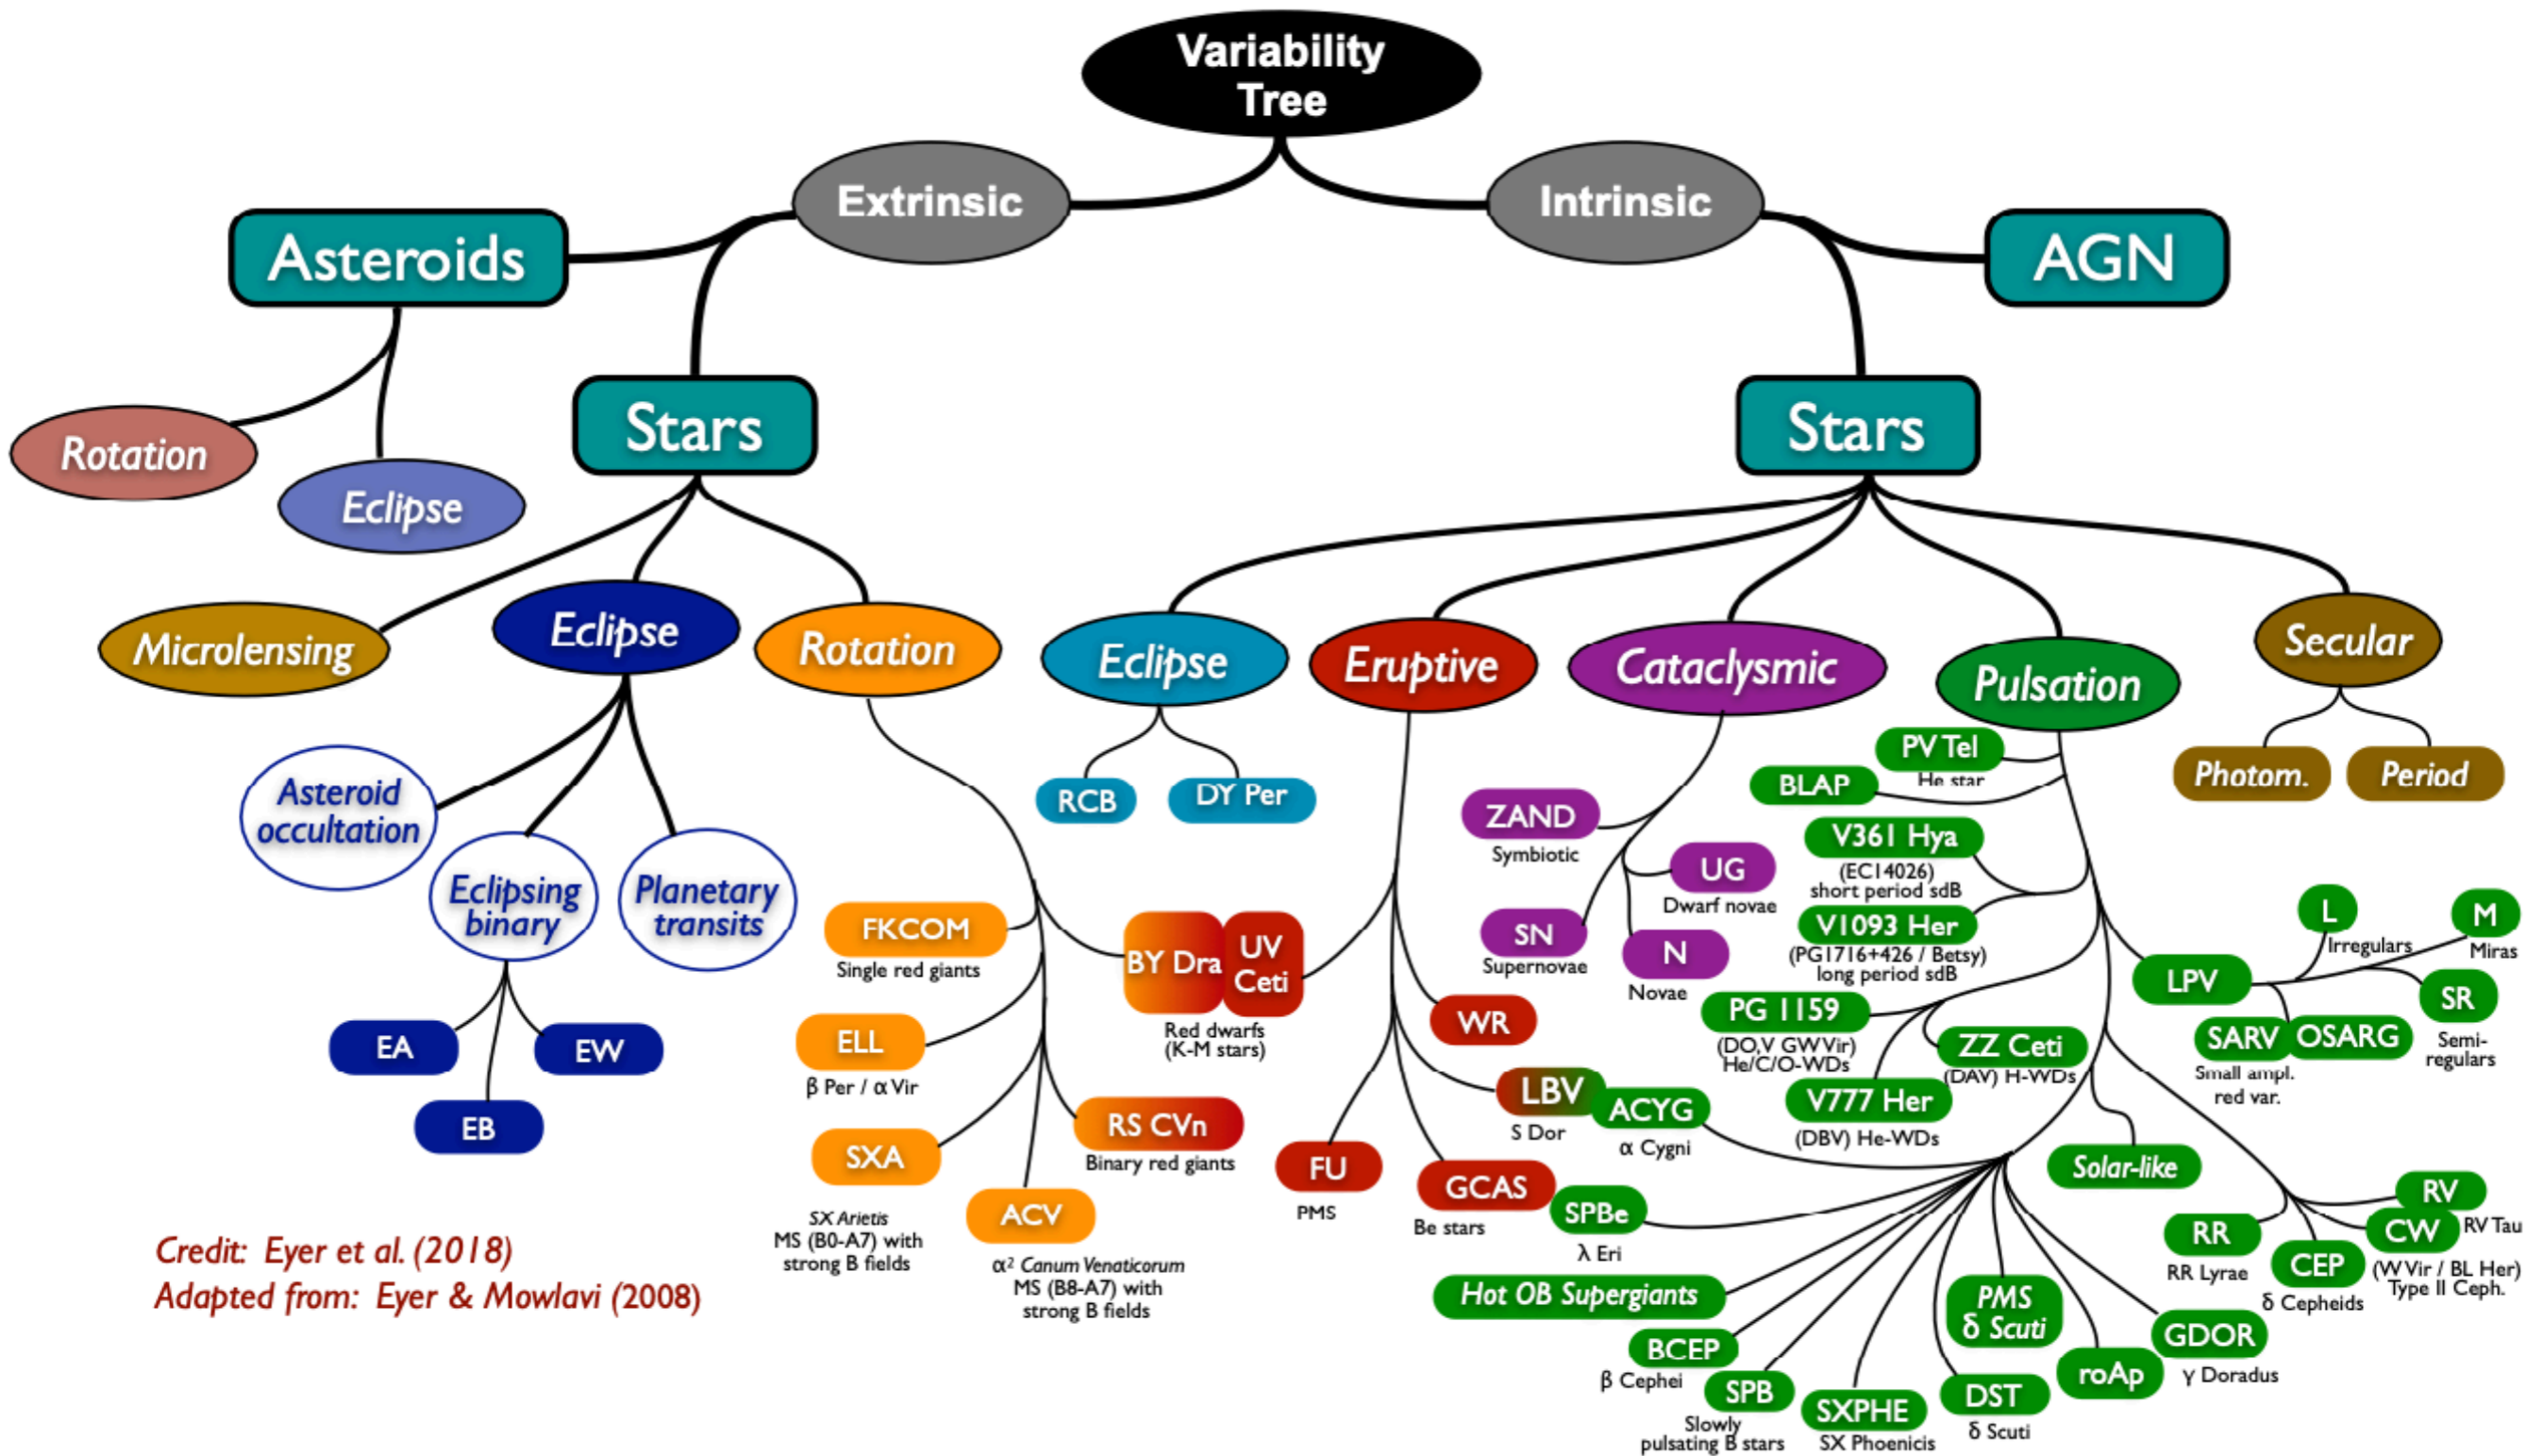 Variability
Tree
Extrinsic
Intrinsic
Asteroids
AGN
Rotation
Eclipse
Stars
Stars
Microlensing
Eclipse
Rotation
Eclipse
Eruptive
Cataclysmic
Pulsation
Secular
Asteroid
occultation
Eclipsing
binary
Planetary
transits
EA
EB
EW
FKCOM
Single red giants
ELL
β Per / α Vir
SXA
SX Arietis
MS (B0-A7) with
strong B fields
ACV
α² Canum Venaticorum
MS (B8-A7) with
strong B fields
RS CVn
Binary red giants
BY Dra
UV
Ceti
Red dwarfs
(K-M stars)
RCB
DY Per
WR
LBV
S Dor
FU
PMS
GCAS
Be stars
ZAND
Symbiotic
UG
Dwarf novae
SN
Supernovae
N
Novae
PV Tel
He star
BLAP
V361 Hya
(EC14026)
short period sdB
V1093 Her
(PG1716+426 / Betsy)
long period sdB
PG 1159
(DO,V GW Vir)
He/C/O-WDs
ZZ Ceti
(DAV) H-WDs
V777 Her
(DBV) He-WDs
ACYG
α Cygni
SPBe
λ Eri
Hot OB Supergiants
BCEP
β Cephei
SPB
Slowly
pulsating B stars
SXPHE
SX Phoenicis
DST
δ Scuti
PMS
δ Scuti
roAp
GDOR
γ Doradus
Solar-like
LPV
L
Irregulars
M
Miras
SR
Semi-
regulars
SARV
OSARG
Small ampl.
red var.
RR
RR Lyrae
CEP
δ Cepheids
RV
RV Tau
CW
(W Vir / BL Her)
Type II Ceph.
Photom.
Period
Credit: Eyer et al. (2018)
Adapted from: Eyer & Mowlavi (2008)